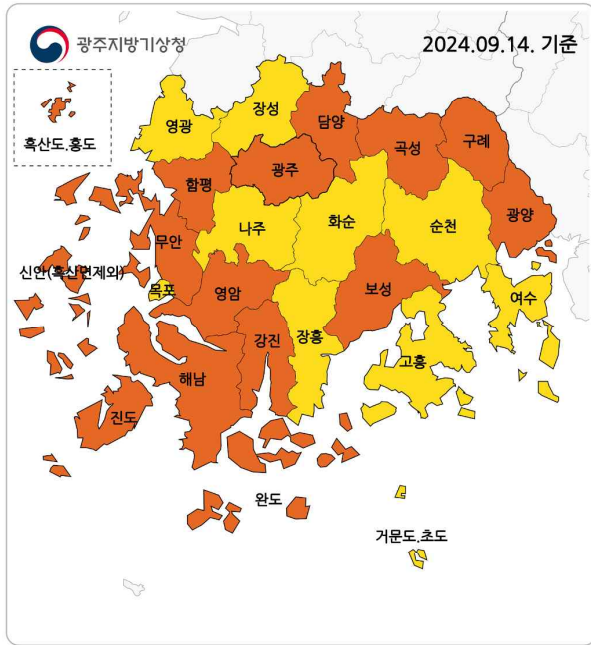 광주지방기상청
2024.09.14. 기준
흑산도.홍도
영광
장성
담양
곡성
구례
함평
광주
광양
무안
나주
화순
순천
신안(흑산면제외)
목포
영암
보성
여수
강진
장흥
고흥
해남
진도
완도
거문도.초도